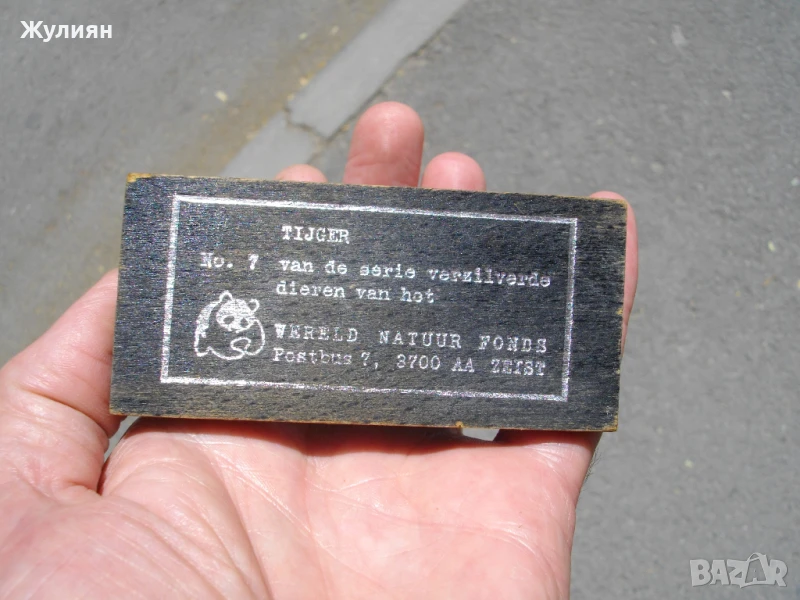 Жулиян
TIJGER
No. 7 van de serie verzilverde
dieren van het
WERELD NATUUR FONDS
Postbus 7, 3700 AA ZEIST
BAZAR